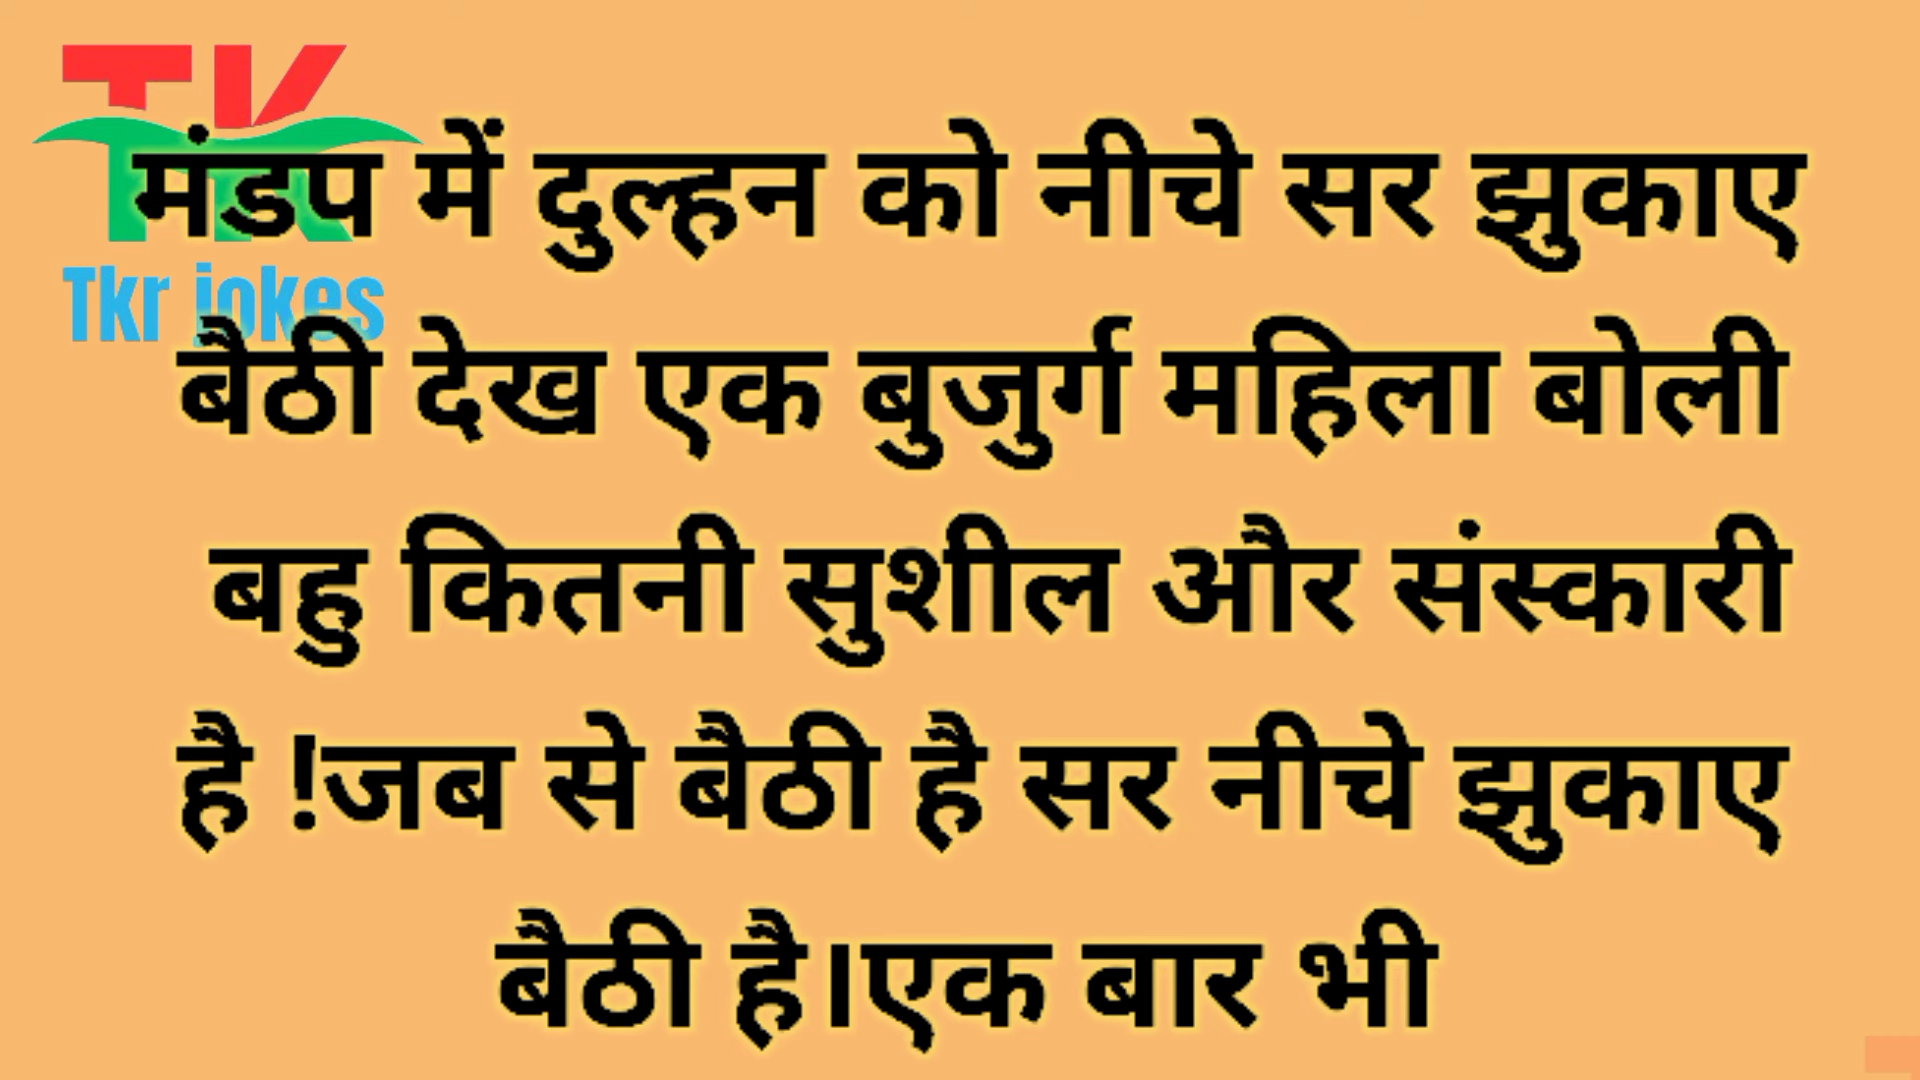 TK
मंडप में दुल्हन को नीचे सर झुकाए
Tkr jokes
बैठी देख एक बुजुर्ग महिला बोली
बहु कितनी सुशील और संस्कारी
है !जब से बैठी है सर नीचे झुकाए
बैठी है।एक बार भी